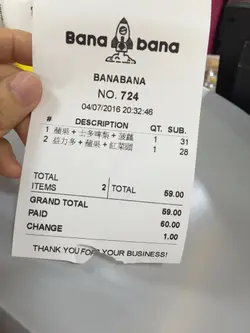 Bana bana
BANABANA
NO. 724
04/07/2016 20:32:46
# DESCRIPTION QT. SUB.
1 蘋果 + 士多啤梨 + 菠蘿 1 31
2 益力多 + 蘋果 + 紅菜頭 1 28
TOTAL
ITEMS 2 TOTAL 59.00
GRAND TOTAL 59.00
PAID 60.00
CHANGE 1.00
THANK YOU FOR YOUR BUSINESS!